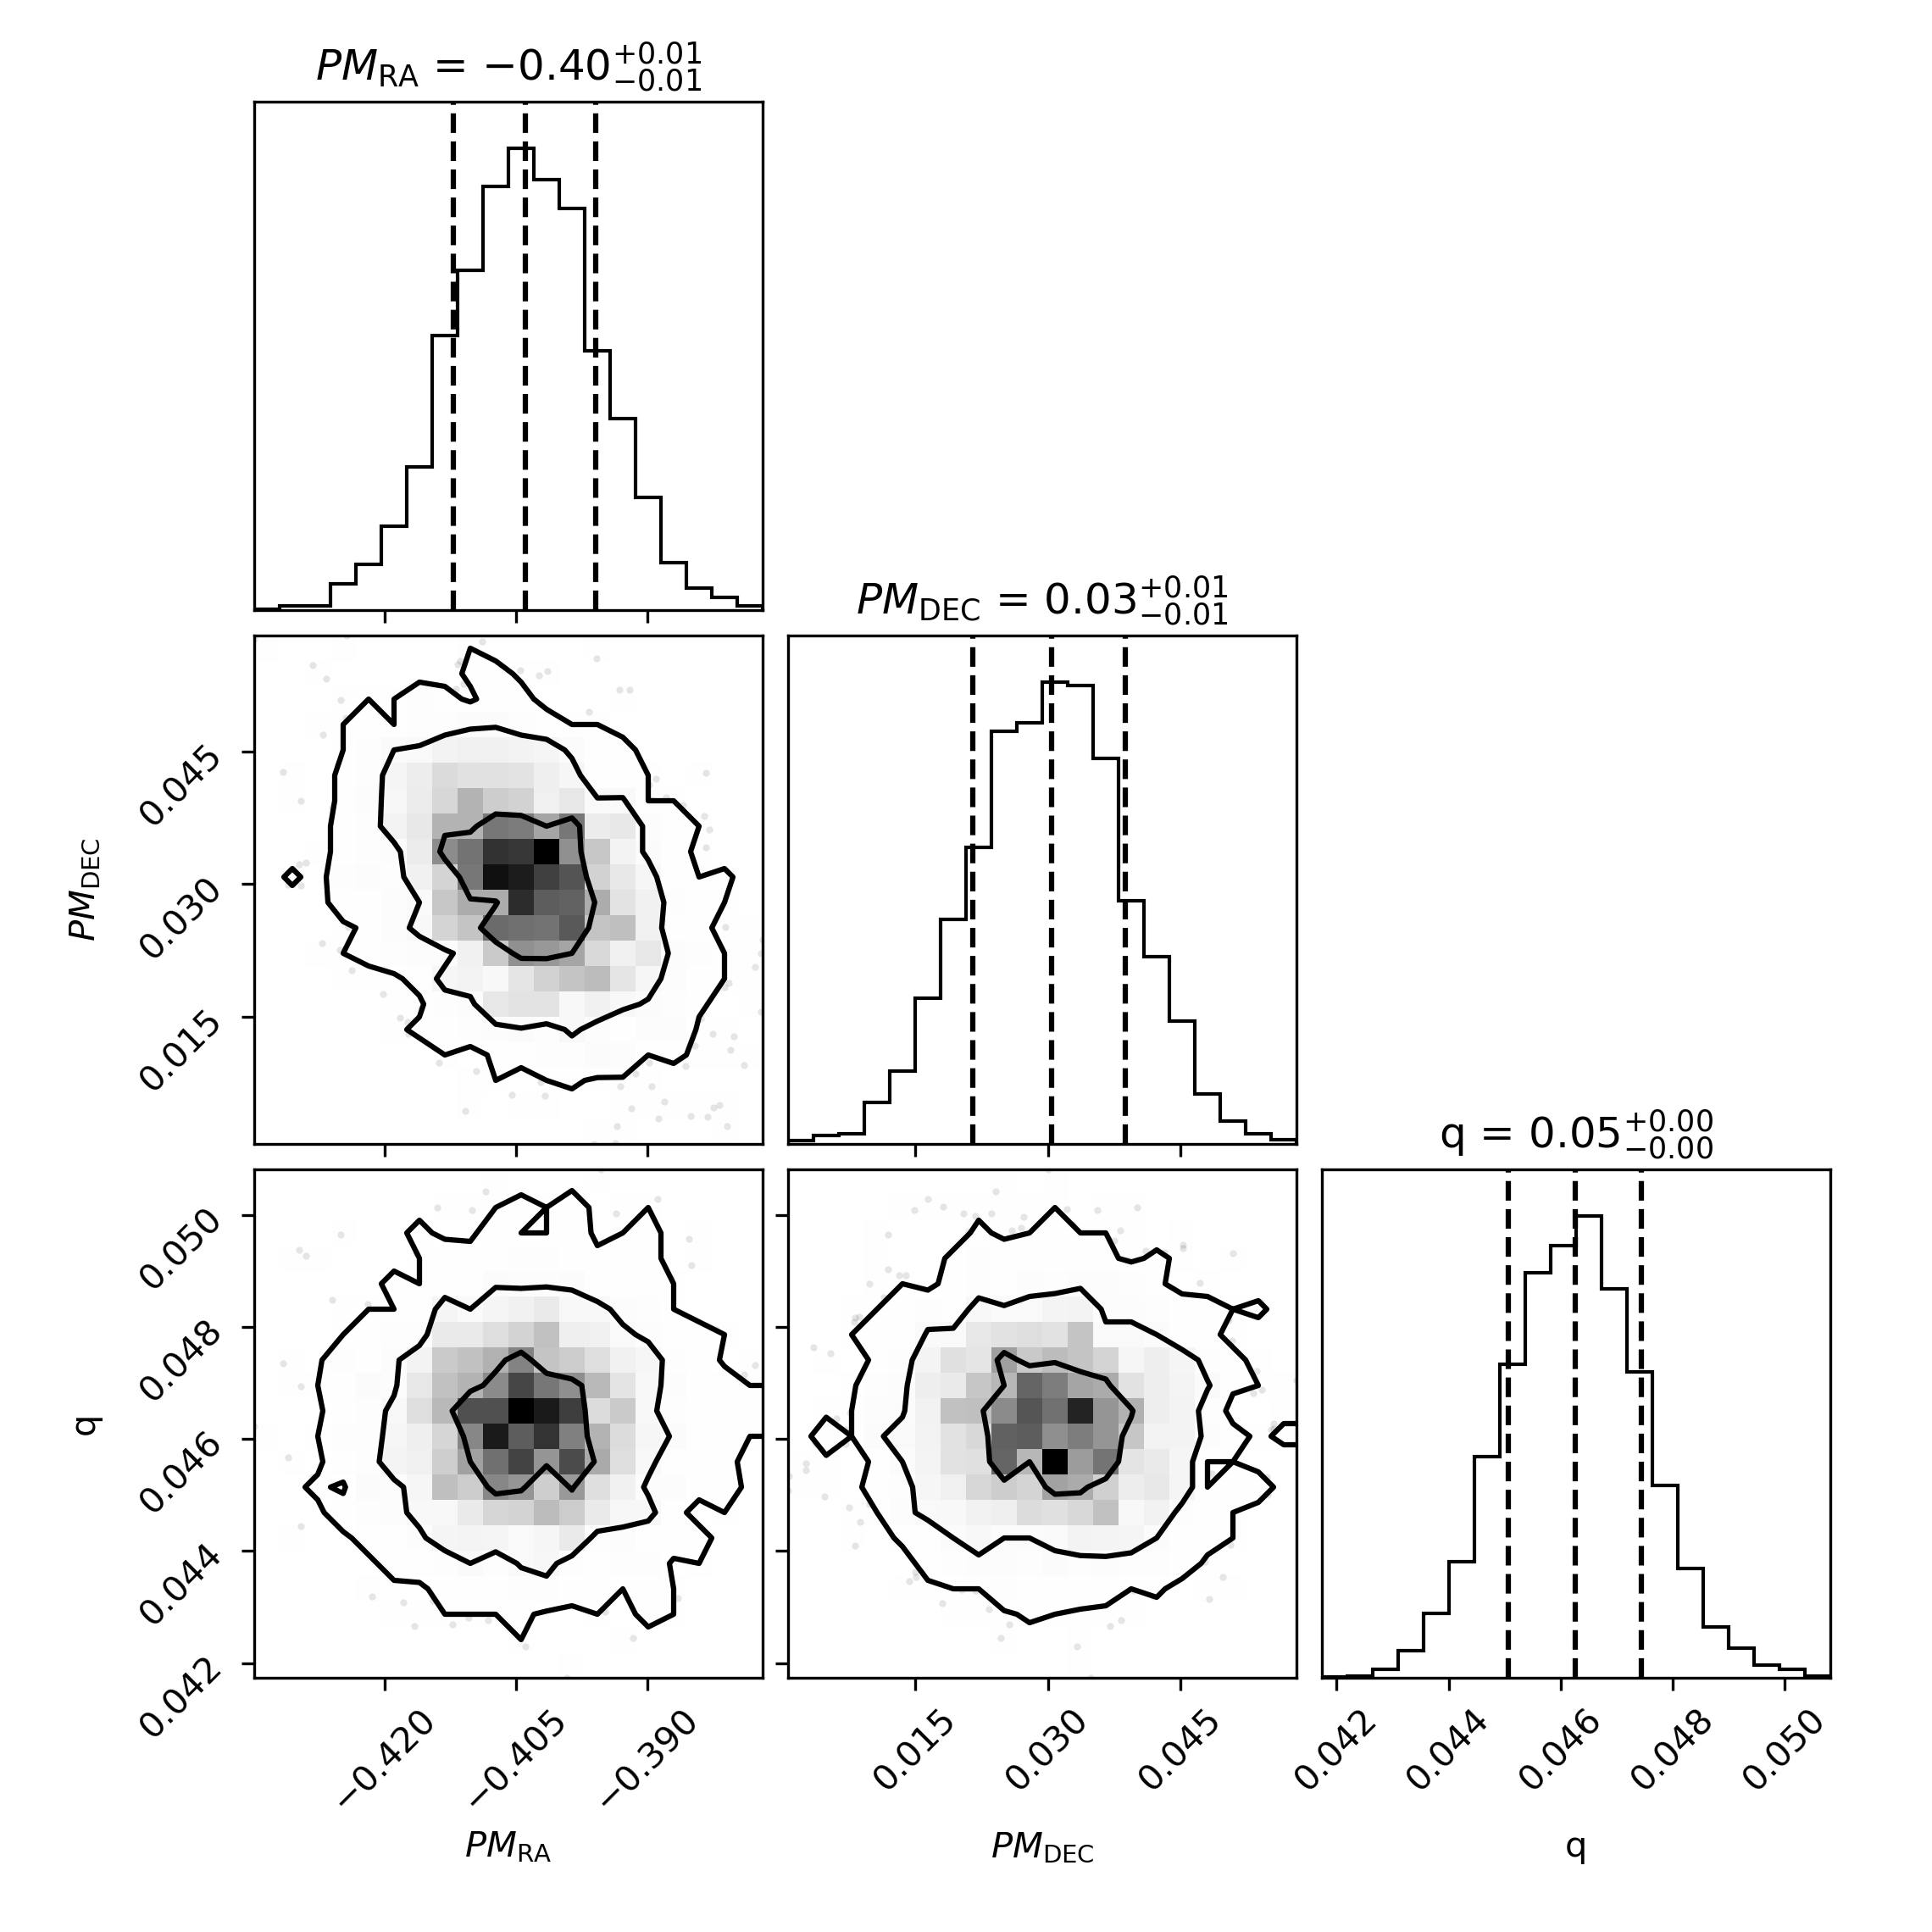 PM_RA = −0.40 +0.01 −0.01
PM_DEC = 0.03 +0.01 −0.01
0.045
0.030
0.015
PM_DEC
q = 0.05 +0.00 −0.00
0.050
0.048
0.046
0.044
0.042
q
−0.420 −0.405 −0.390
0.015 0.030 0.045
0.042 0.044 0.046 0.048 0.050
PM_RA
PM_DEC
q